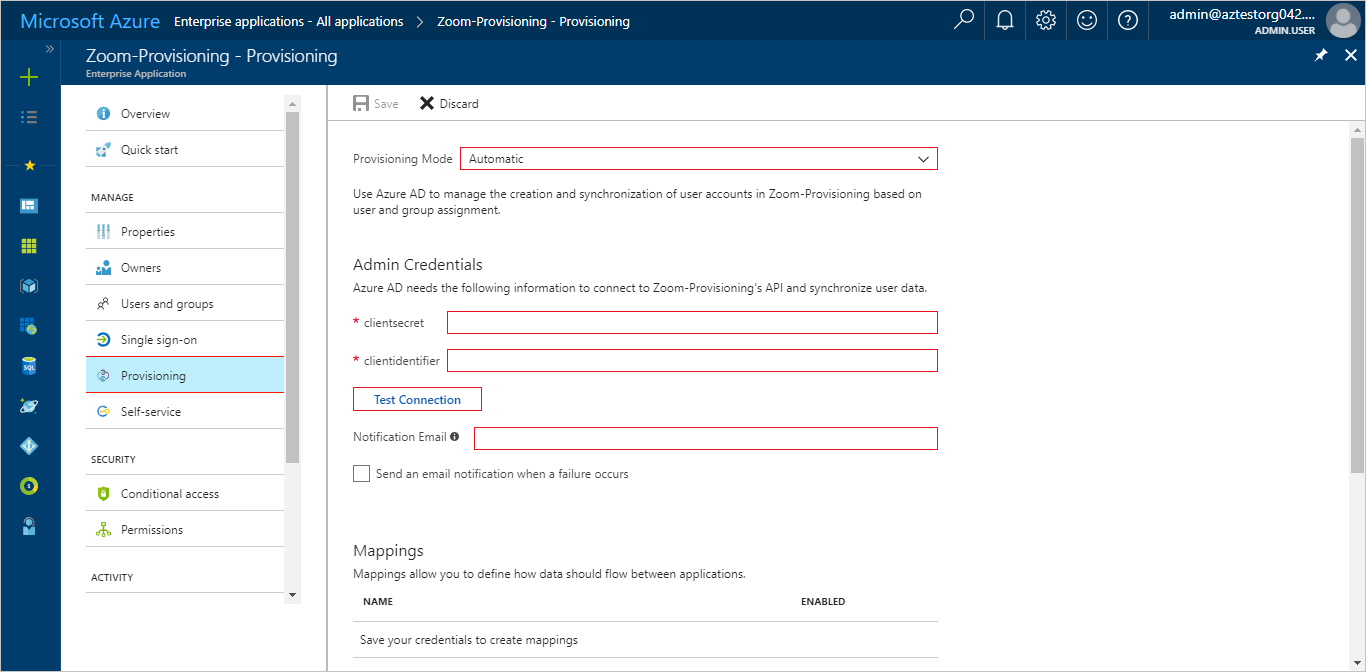 Microsoft Azure Enterprise applications - All applications > Zoom-Provisioning - Provisioning
admin@aztestorg042....
ADMIN.USER
Zoom-Provisioning - Provisioning
Enterprise Application
Overview
Quick start
MANAGE
Properties
Owners
Users and groups
Single sign-on
Provisioning
Self-service
SECURITY
Conditional access
Permissions
ACTIVITY
Save Discard
Provisioning Mode Automatic
Use Azure AD to manage the creation and synchronization of user accounts in Zoom-Provisioning based on
user and group assignment.
Admin Credentials
Azure AD needs the following information to connect to Zoom-Provisioning's API and synchronize user data.
* clientsecret
* clientidentifier
Test Connection
Notification Email
Send an email notification when a failure occurs
Mappings
Mappings allow you to define how data should flow between applications.
NAME ENABLED
Save your credentials to create mappings
SQL